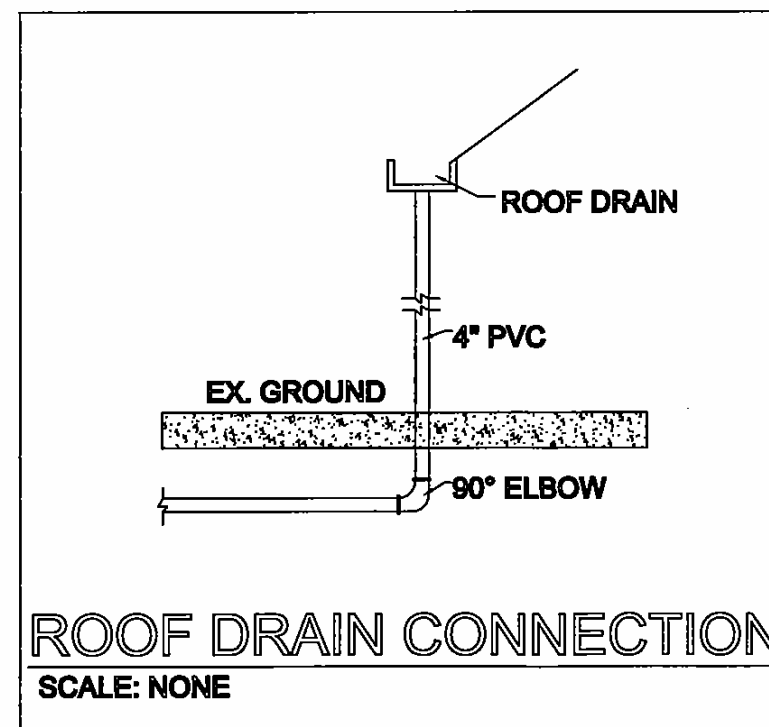 ROOF DRAIN
4" PVC
EX. GROUND
90° ELBOW
ROOF DRAIN CONNECTION
SCALE: NONE